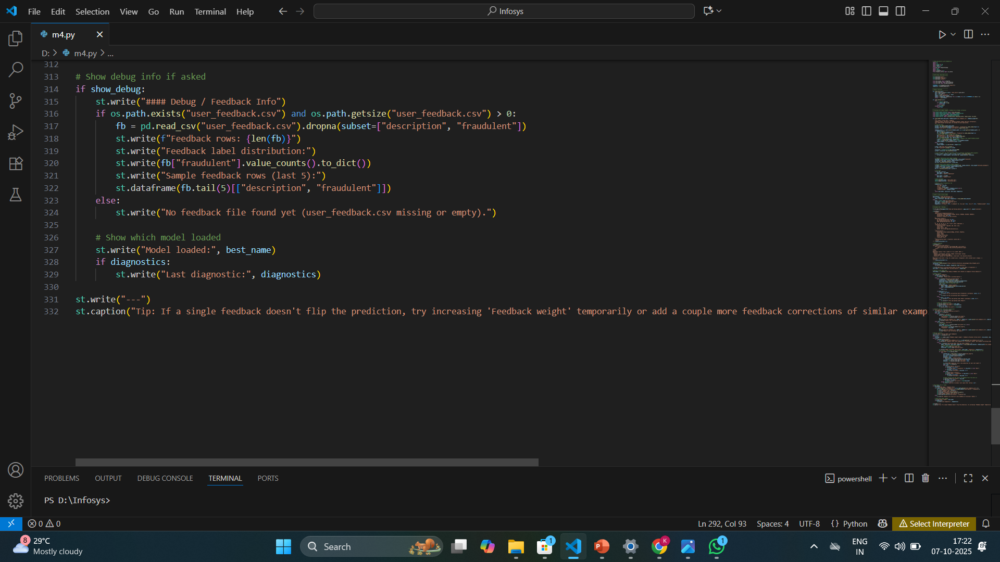 File Edit Selection View Go Run Terminal Help
Infosys
m4.py
D: > m4.py > ...
312
313 # Show debug info if asked
314 if show_debug:
315     st.write("#### Debug / Feedback Info")
316     if os.path.exists("user_feedback.csv") and os.path.getsize("user_feedback.csv") > 0:
317         fb = pd.read_csv("user_feedback.csv").dropna(subset=["description", "fraudulent"])
318         st.write(f"Feedback rows: {len(fb)}")
319         st.write("Feedback label distribution:")
320         st.write(fb["fraudulent"].value_counts().to_dict())
321         st.write("Sample feedback rows (last 5):")
322         st.dataframe(fb.tail(5)[["description", "fraudulent"]])
323     else:
324         st.write("No feedback file found yet (user_feedback.csv missing or empty).")
325
326     # Show which model loaded
327     st.write("Model loaded:", best_name)
328     if diagnostics:
329         st.write("Last diagnostic:", diagnostics)
330
331 st.write("---")
332 st.caption("Tip: If a single feedback doesn't flip the prediction, try increasing 'Feedback weight' temporarily or add a couple more feedback corrections of similar examp
PROBLEMS OUTPUT DEBUG CONSOLE TERMINAL PORTS
powershell
PS D:\Infosys>
0 0
Ln 292, Col 93 Spaces: 4 UTF-8 {} Python Select Interpreter
8 29°C
Mostly cloudy
Search
1
K
1
ENG
IN
17:22
07-10-2025